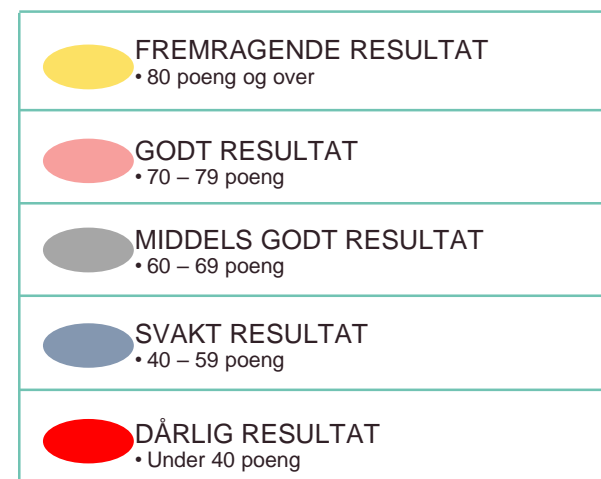 FREMRAGENDE RESULTAT
• 80 poeng og over
GODT RESULTAT
• 70 – 79 poeng
MIDDELS GODT RESULTAT
• 60 – 69 poeng
SVAKT RESULTAT
• 40 – 59 poeng
DÅRLIG RESULTAT
• Under 40 poeng